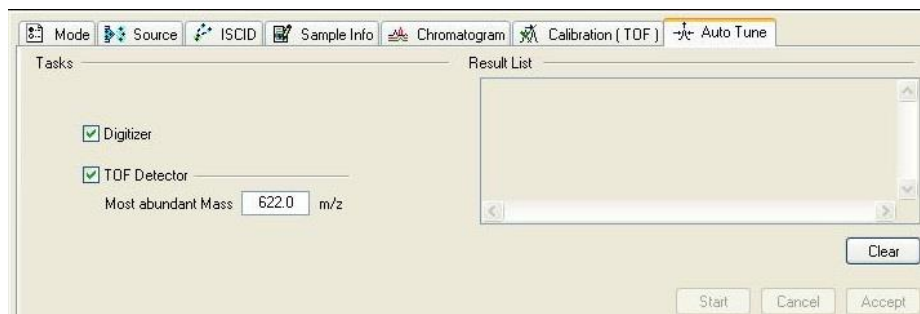 Mode Source ISCID Sample Info Chromatogram Calibration ( TOF ) Auto Tune
Tasks
Digitizer
TOF Detector
Most abundant Mass 622.0 m/z
Result List
Clear
Start Cancel Accept